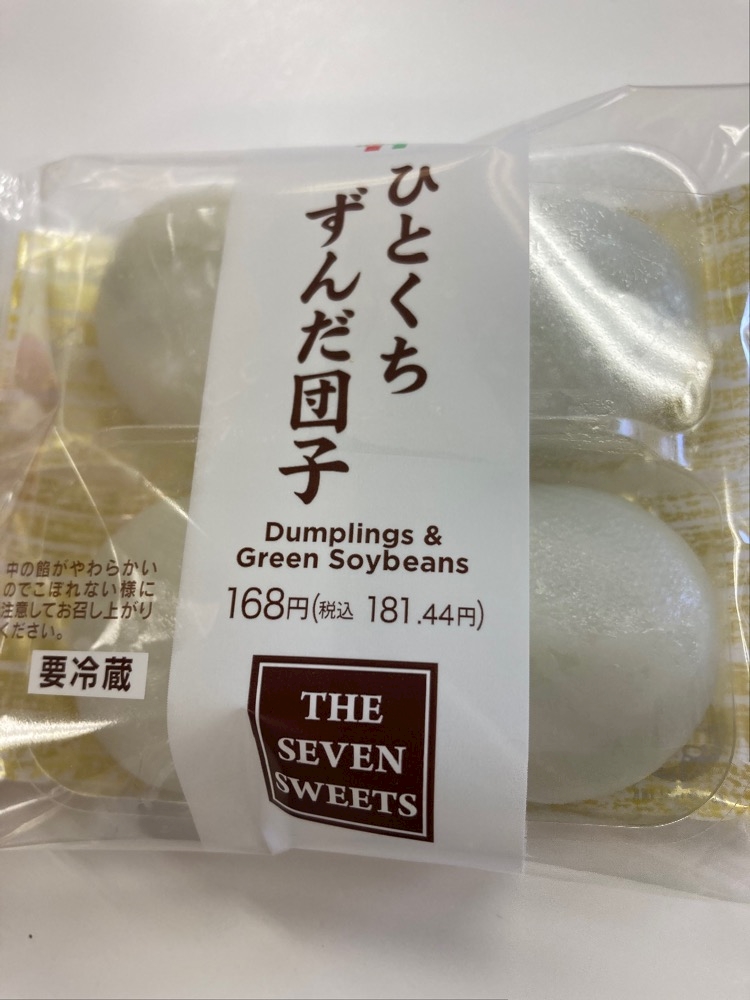 ひとくち
ずんだ団子
Dumplings &
Green Soybeans
168円(税込 181.44円)
中の餡がやわらかい
のでこぼれない様に
注意してお召し上がり
ください。
要冷蔵
THE
SEVEN
SWEETS